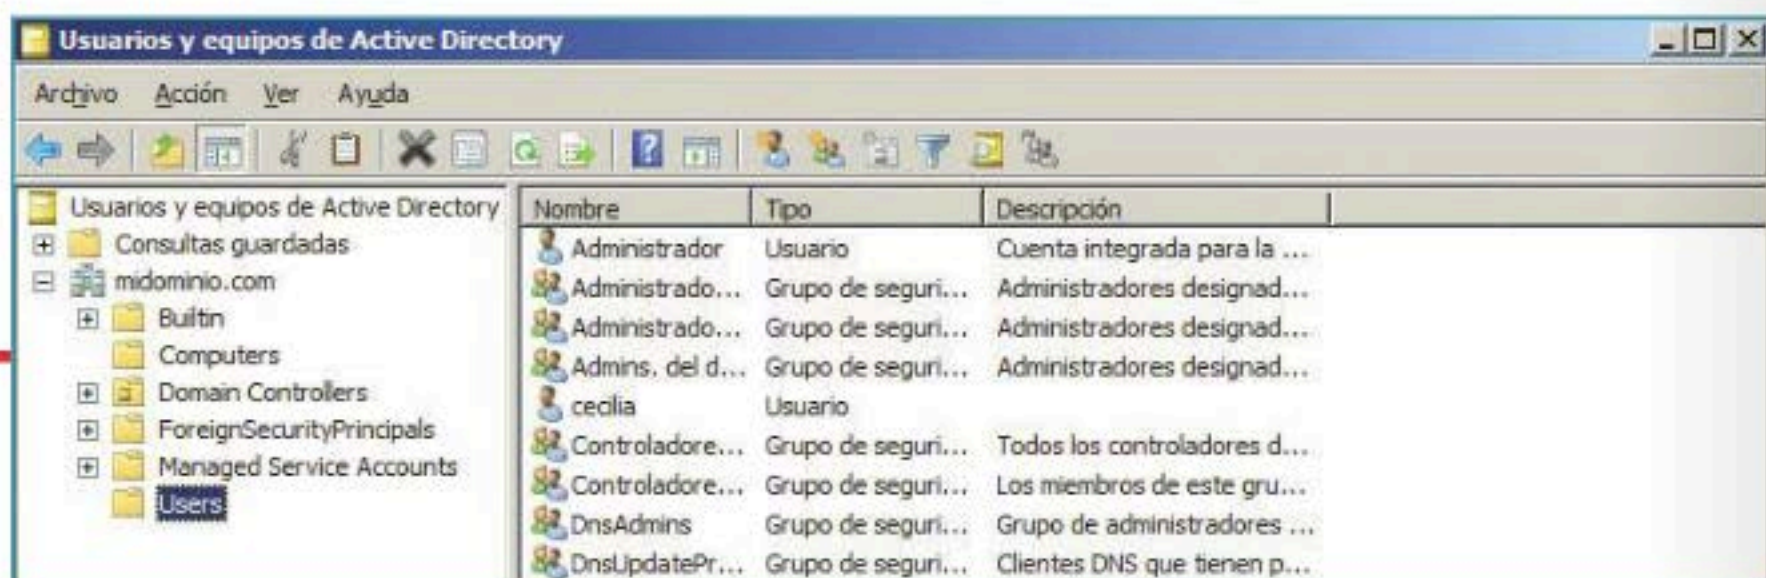 Usuarios y equipos de Active Directory
Archivo Acción Ver Ayuda
Usuarios y equipos de Active Directory
Consultas guardadas
midominio.com
Builtin
Computers
Domain Controllers
ForeignSecurityPrincipals
Managed Service Accounts
Users
Nombre Tipo Descripción
Administrador Usuario Cuenta integrada para la ...
Administrado... Grupo de seguri... Administradores designad...
Administrado... Grupo de seguri... Administradores designad...
Admins. del d... Grupo de seguri... Administradores designad...
cecilia Usuario
Controladore... Grupo de seguri... Todos los controladores d...
Controladore... Grupo de seguri... Los miembros de este gru...
DnsAdmins Grupo de seguri... Grupo de administradores ...
DnsUpdatePr... Grupo de seguri... Clientes DNS que tienen p...